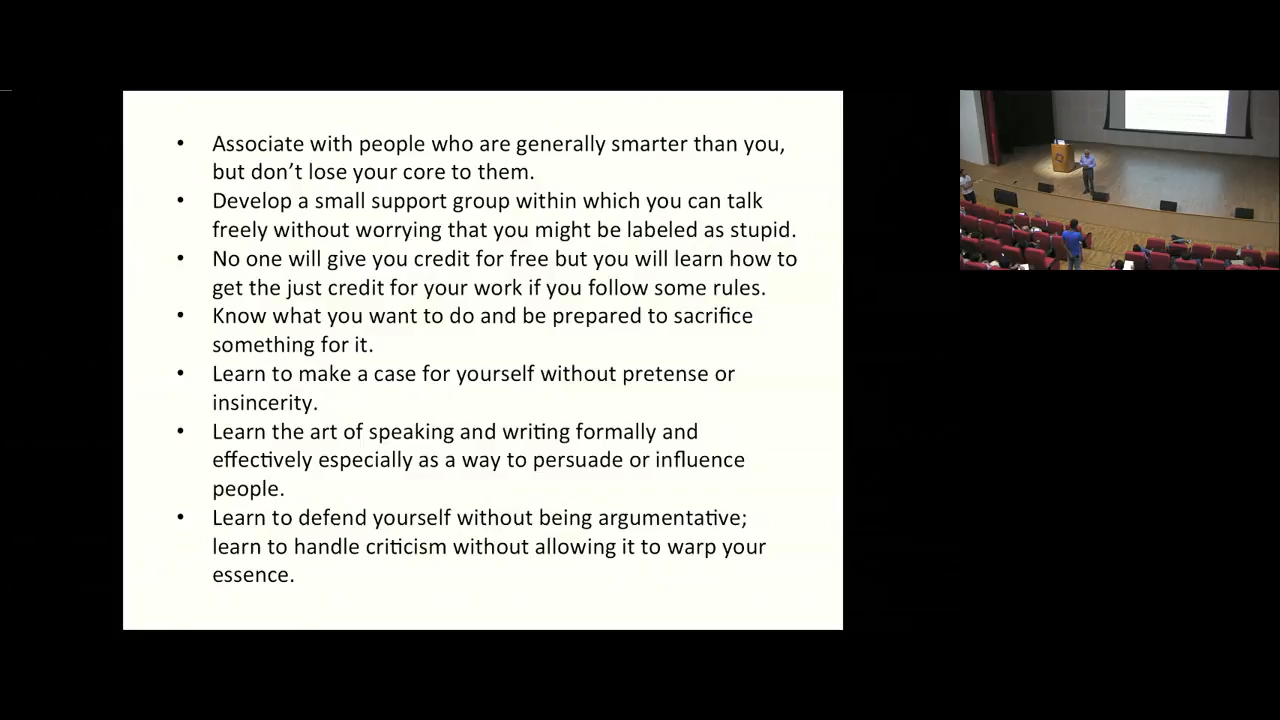 • Associate with people who are generally smarter than you,
but don’t lose your core to them.
• Develop a small support group within which you can talk
freely without worrying that you might be labeled as stupid.
• No one will give you credit for free but you will learn how to
get the just credit for your work if you follow some rules.
• Know what you want to do and be prepared to sacrifice
something for it.
• Learn to make a case for yourself without pretense or
insincerity.
• Learn the art of speaking and writing formally and
effectively especially as a way to persuade or influence
people.
• Learn to defend yourself without being argumentative;
learn to handle criticism without allowing it to warp your
essence.